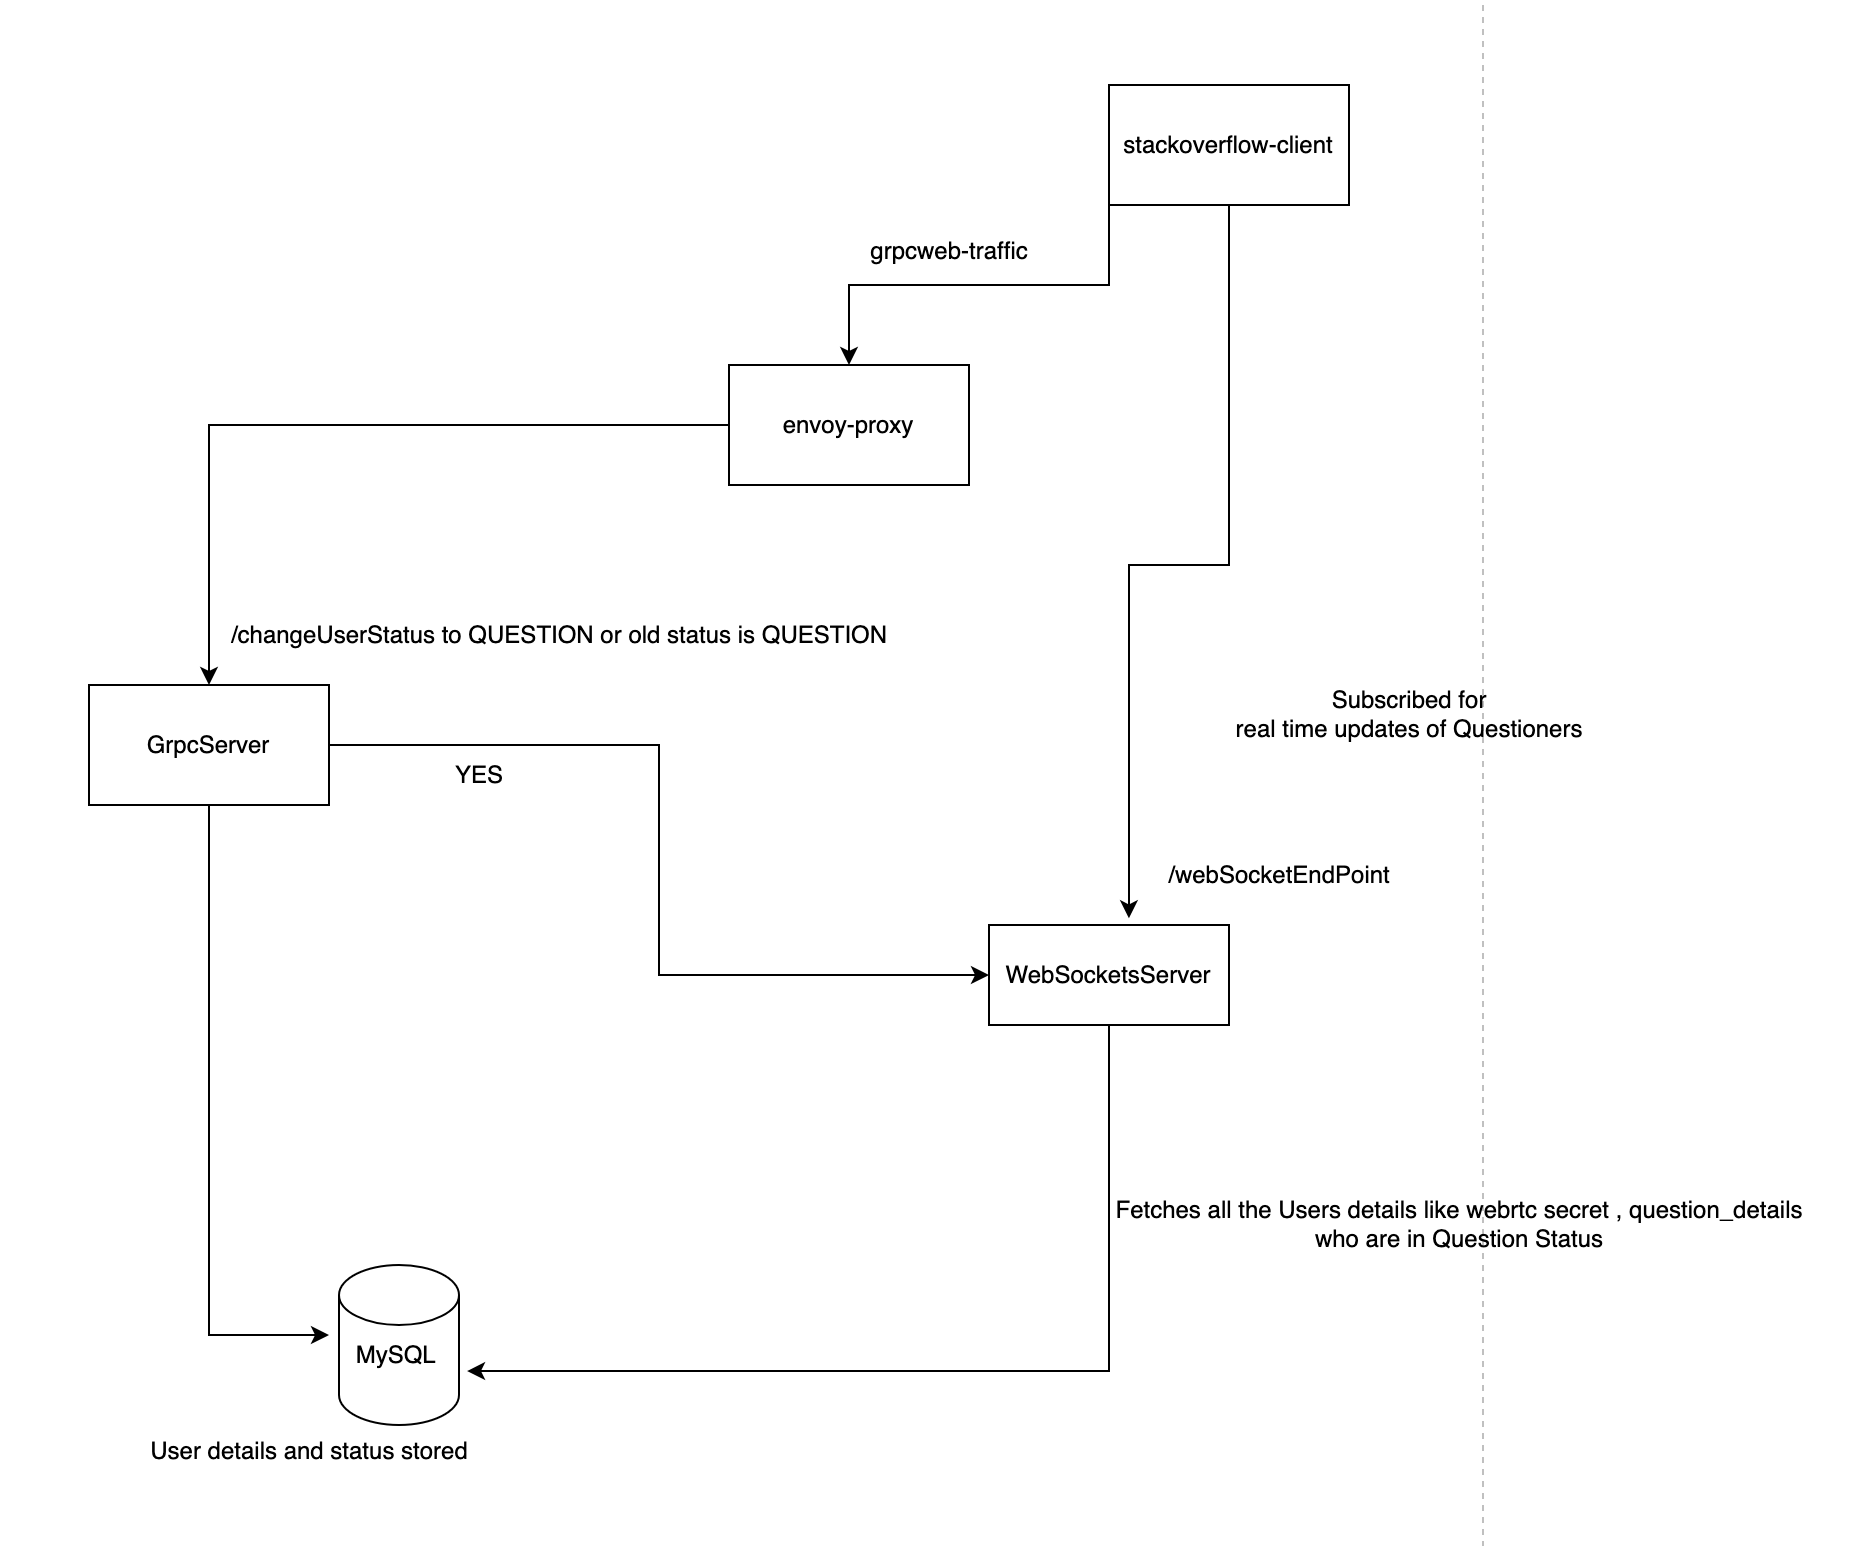 stackoverflow-client
grpcweb-traffic
envoy-proxy
/changeUserStatus to QUESTION or old status is QUESTION
Subscribed for
real time updates of Questioners
GrpcServer
YES
/webSocketEndPoint
WebSocketsServer
Fetches all the Users details like webrtc secret , question_details
who are in Question Status
MySQL
User details and status stored